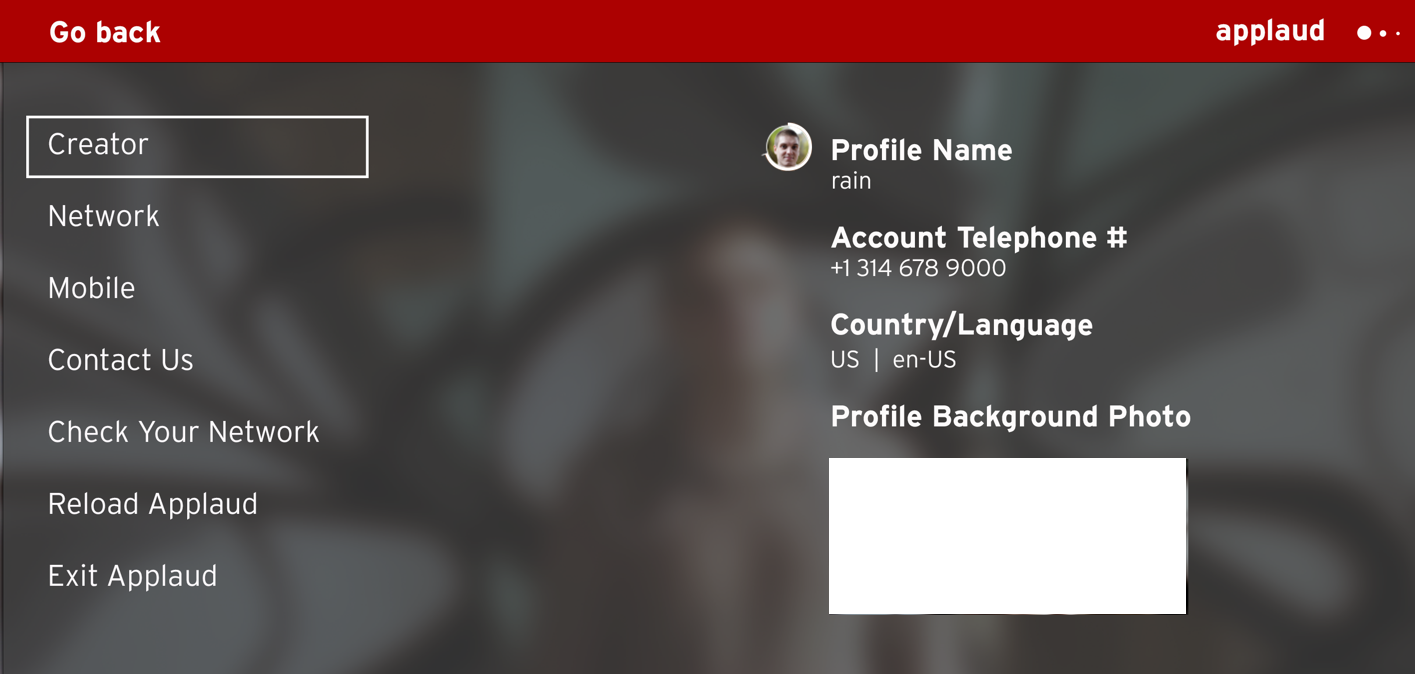 Go back
applaud
Creator
Network
Mobile
Contact Us
Check Your Network
Reload Applaud
Exit Applaud
Profile Name
rain
Account Telephone #
+1 314 678 9000
Country/Language
US | en-US
Profile Background Photo